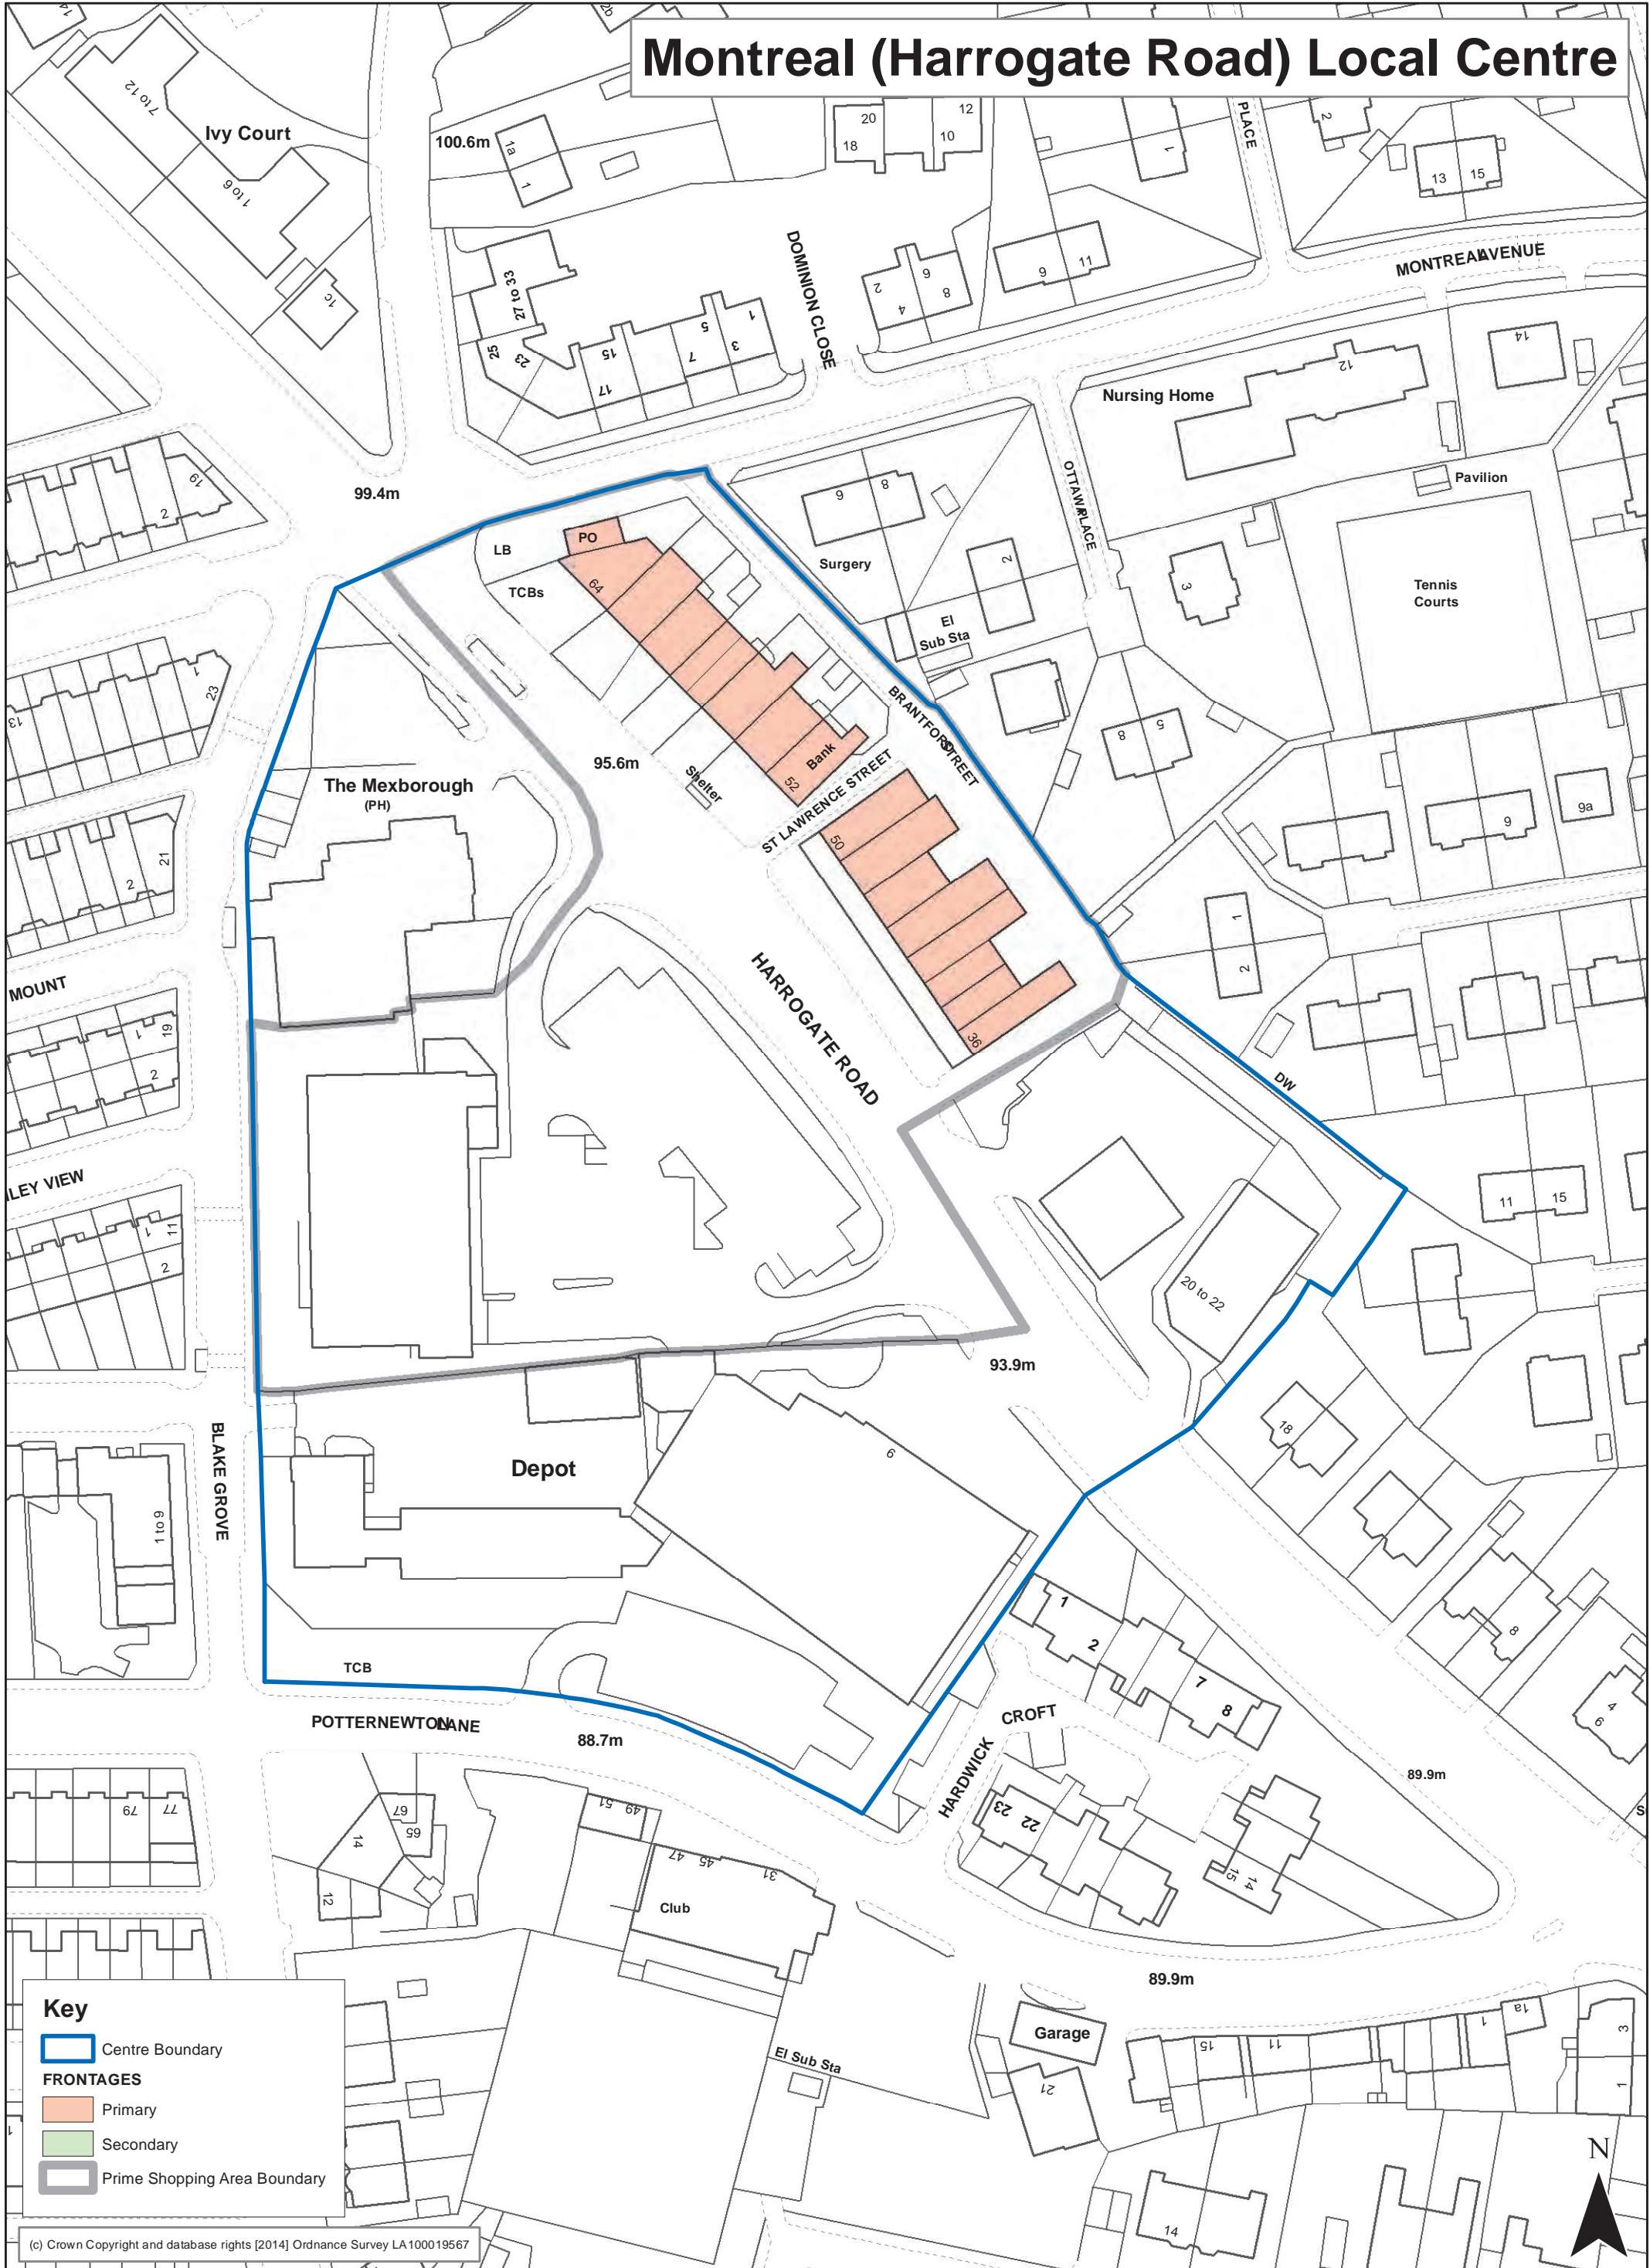 Montreal (Harrogate Road) Local Centre
14
2b
7 to 12
Ivy Court
1 to 6
1c
100.6m
1a
1
20
18
12
10
1
PLACE
2
13
15
MONTREAL AVENUE
DOMINION CLOSE
27 to 33
25
23
15
17
5
7
1
3
2
4
6
8
9
11
Nursing Home
12
14
Pavilion
Tennis
Courts
OTTAWA PLACE
99.4m
19
2
LB
PO
TCBs
64
6
8
Surgery
2
El
Sub Sta
3
13
1
23
95.6m
Shelter
Bank
52
BRANTFORD STREET
ST LAWRENCE STREET
50
8
5
9
9a
The Mexborough
(PH)
21
2
1
2
MOUNT
1
19
2
HARROGATE ROAD
36
DW
ILEY VIEW
1
11
2
11
15
20 to 22
93.9m
18
BLAKE GROVE
1 to 9
Depot
6
1
2
7
8
8
4
6
TCB
POTTERNEWTON LANE
88.7m
HARDWICK
CROFT
89.9m
S
79
77
67
65
14
12
51
49
47
45
31
Club
23
22
15
14
89.9m
Garage
21
15
11
1
1a
3
1
El Sub Sta
14
N
Key
Centre Boundary
FRONTAGES
Primary
Secondary
Prime Shopping Area Boundary
(c) Crown Copyright and database rights [2014] Ordnance Survey LA100019567